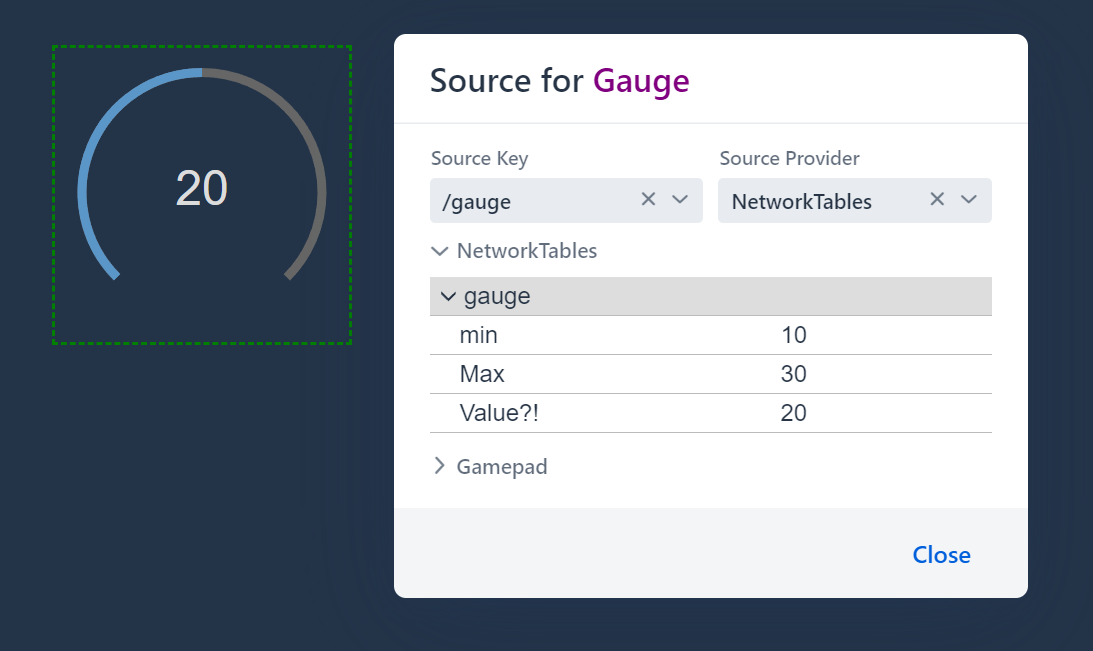 20
Source for Gauge
Source Key
Source Provider
/gauge
NetworkTables
NetworkTables
gauge
min 10
Max 30
Value?! 20
Gamepad
Close